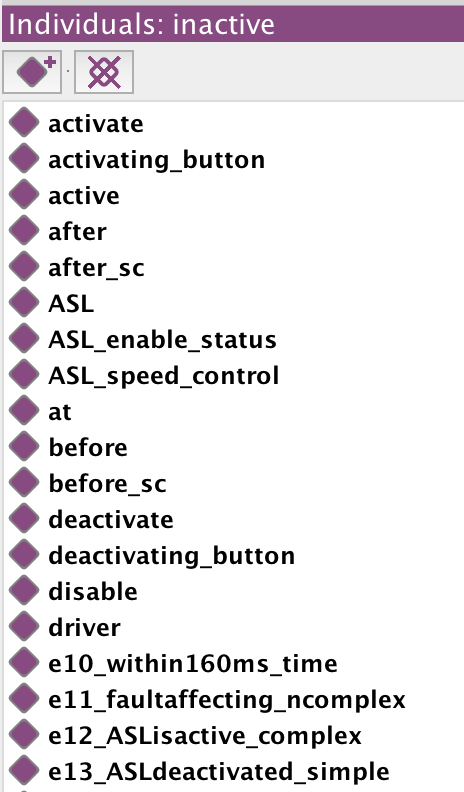 Individuals: inactive
activate
activating_button
active
after
after_sc
ASL
ASL_enable_status
ASL_speed_control
at
before
before_sc
deactivate
deactivating_button
disable
driver
e10_within160ms_time
e11_faultaffecting_ncomplex
e12_ASLisactive_complex
e13_ASLdeactivated_simple